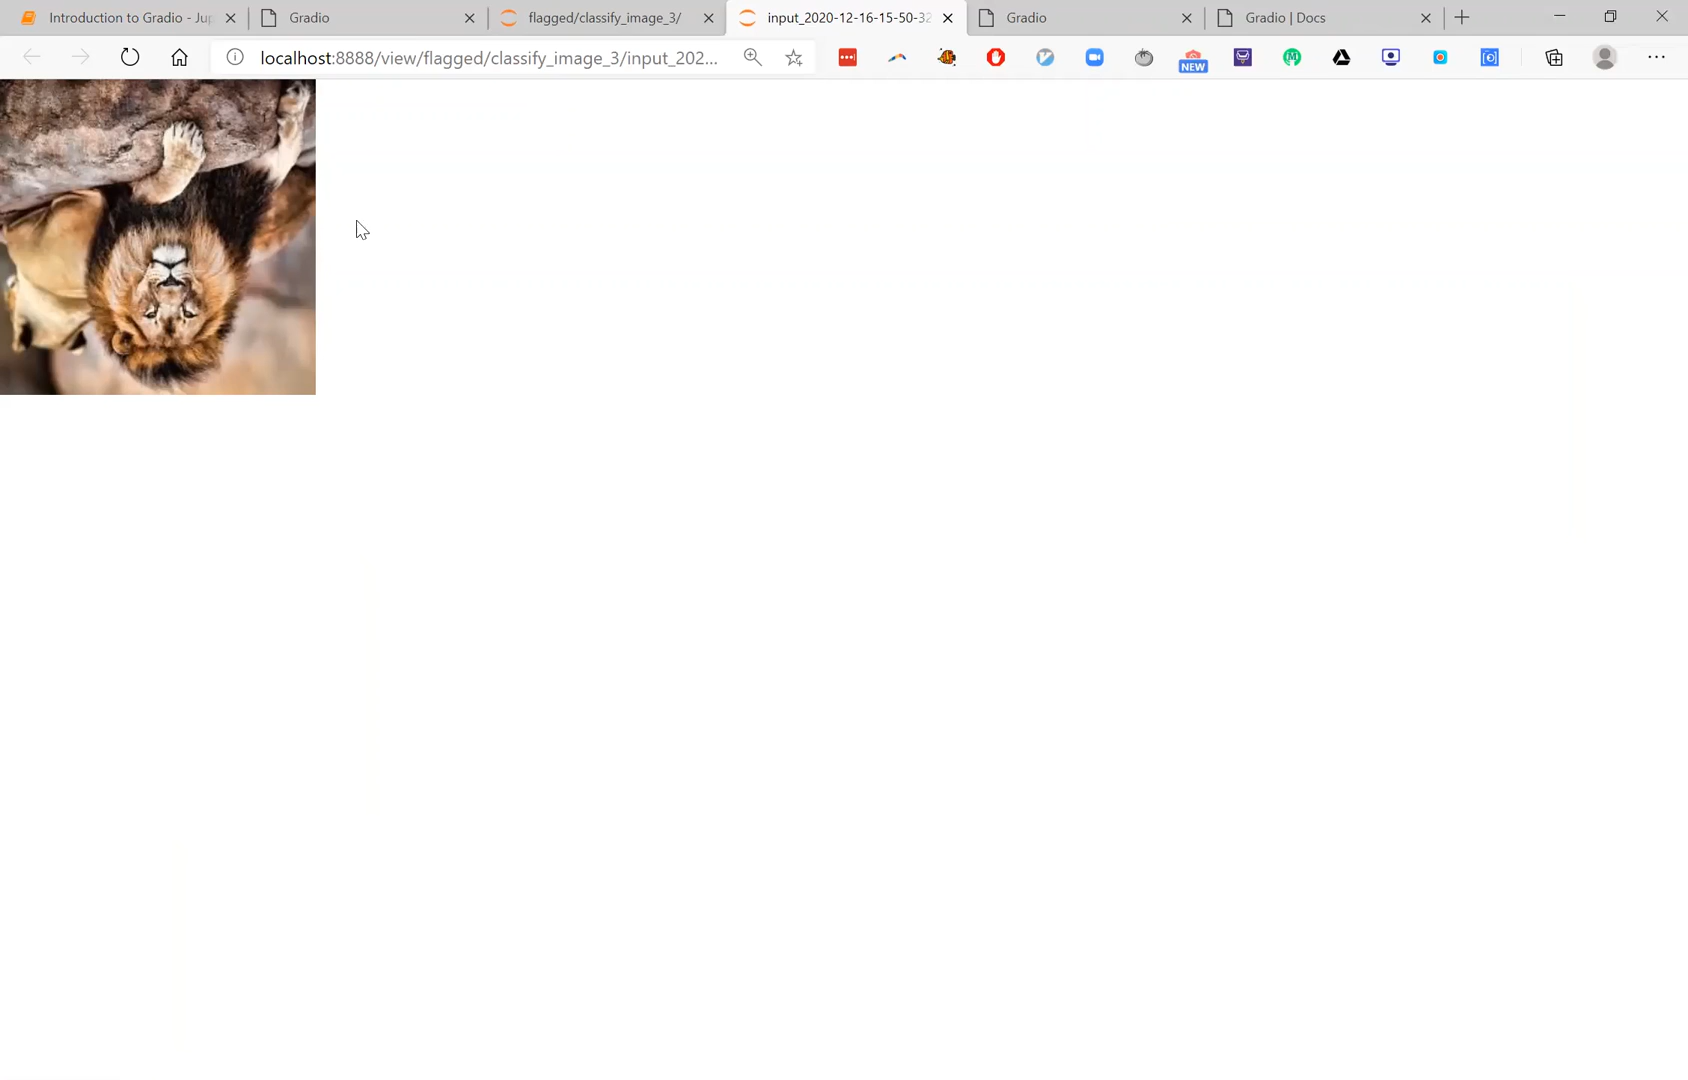 Introduction to Gradio - Jup
Gradio
flagged/classify_image_3/
input_2020-12-16-15-50-32
Gradio
Gradio | Docs
localhost:8888/view/flagged/classify_image_3/input_202...
NEW